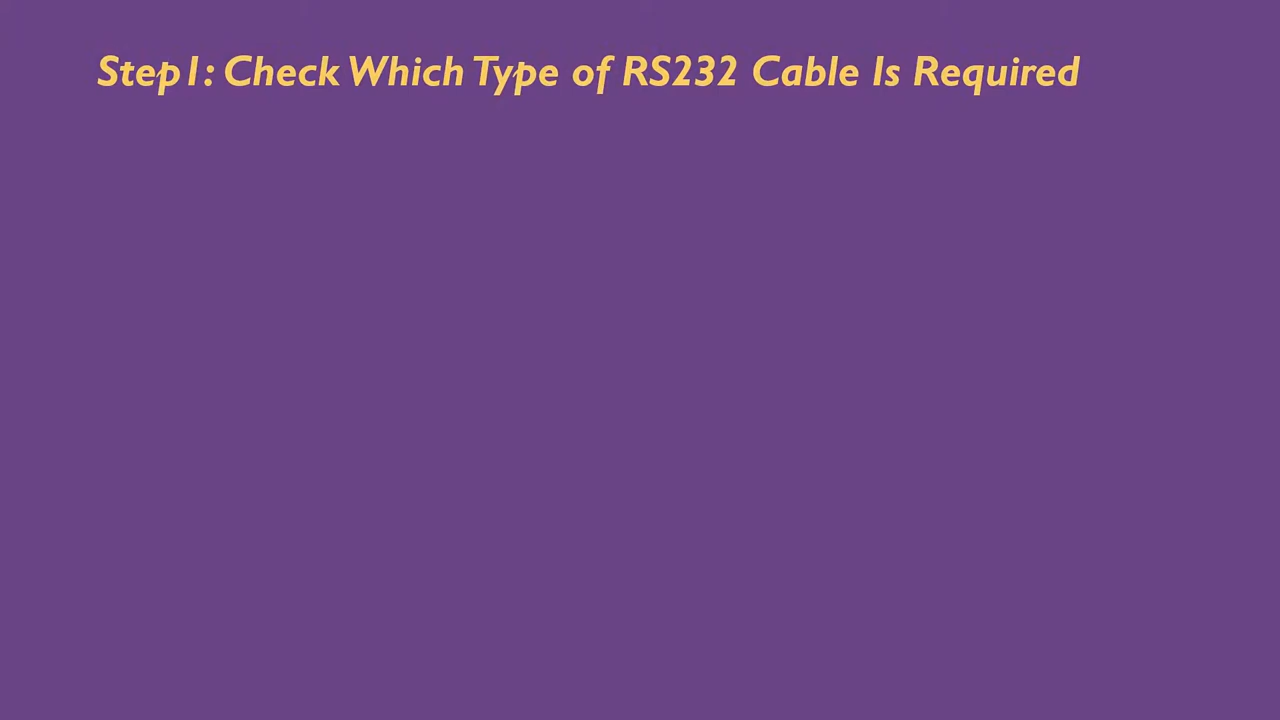 Step1: Check Which Type of RS232 Cable Is Required